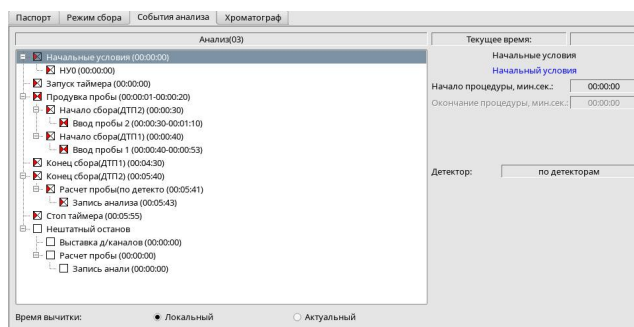 Паспорт Режим сбора События анализа Хроматограф
Анализ(03) Текущее время:
Начальные условия (00:00:00)
НУ0 (00:00:00)
Запуск таймера (00:00:00)
Продувка пробы (00:00:01-00:00:20)
Начало сбора(ДТП2) (00:00:30)
Ввод пробы 2 (00:00:30-00:01:10)
Начало сбора(ДТП1) (00:00:40)
Ввод пробы 1 (00:00:40-00:00:53)
Конец сбора(ДТП1) (00:04:30)
Конец сбора(ДТП2) (00:05:40)
Расчет пробы(по детекто (00:05:41)
Запись анализа (00:05:43)
Стоп таймера (00:05:55)
Нештатный останов
Выставка д/каналов (00:00:00)
Расчет пробы (00:00:00)
Запись анали (00:00:00)
Начальные условия
Начальный условия
Начало процедуры, мин.сек.: 00:00:00
Окончание процедуры, мин.сек.: 00:00:00
Детектор: по детекторам
Время вычитки: Локальный Актуальный